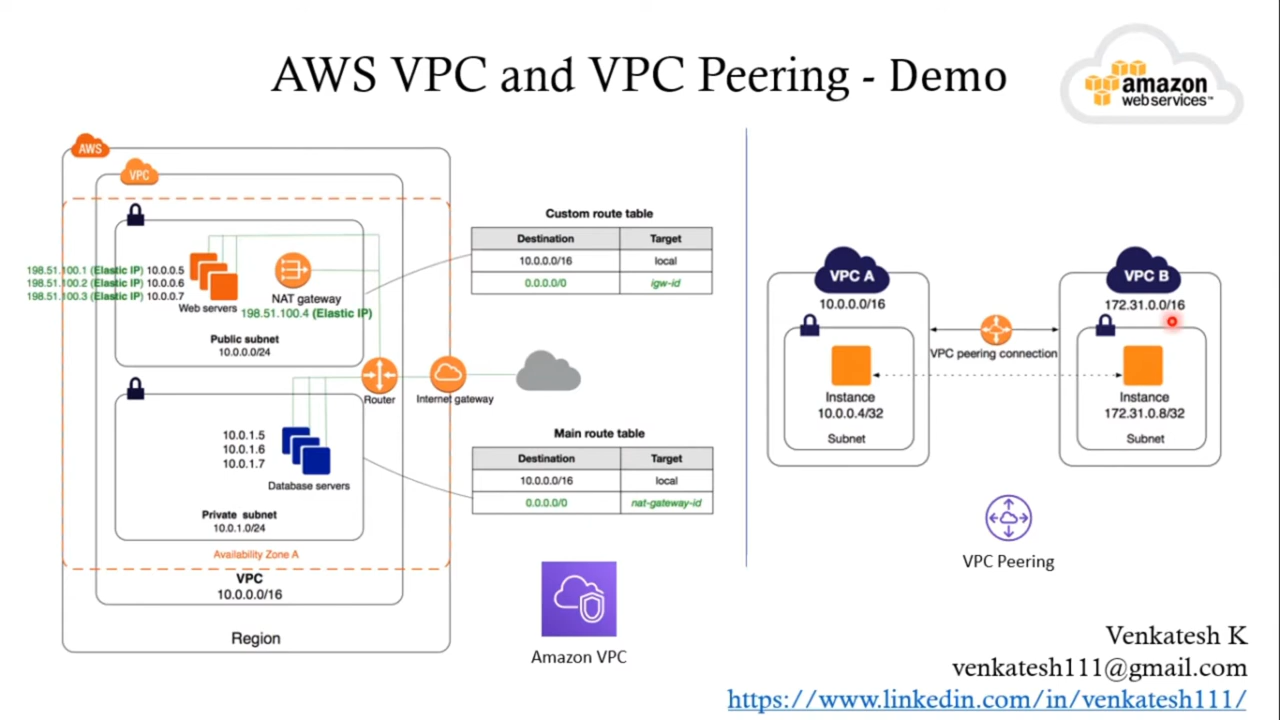 AWS VPC and VPC Peering - Demo
amazon
web services™
AWS
VPC
198.51.100.1 (Elastic IP) 10.0.0.5
198.51.100.2 (Elastic IP) 10.0.0.6
198.51.100.3 (Elastic IP) 10.0.0.7
Web servers
NAT gateway
198.51.100.4 (Elastic IP)
Public subnet
10.0.0.0/24
Router
Internet gateway
10.0.1.5
10.0.1.6
10.0.1.7
Database servers
Private subnet
10.0.1.0/24
Availability Zone A
VPC
10.0.0.0/16
Region
Custom route table
Destination Target
10.0.0.0/16 local
0.0.0.0/0 igw-id
Main route table
Destination Target
10.0.0.0/16 local
0.0.0.0/0 nat-gateway-id
Amazon VPC
VPC A
10.0.0.0/16
Instance
10.0.0.4/32
Subnet
VPC peering connection
VPC B
172.31.0.0/16
Instance
172.31.0.8/32
Subnet
VPC Peering
Venkatesh K
venkatesh111@gmail.com
https://www.linkedin.com/in/venkatesh111/